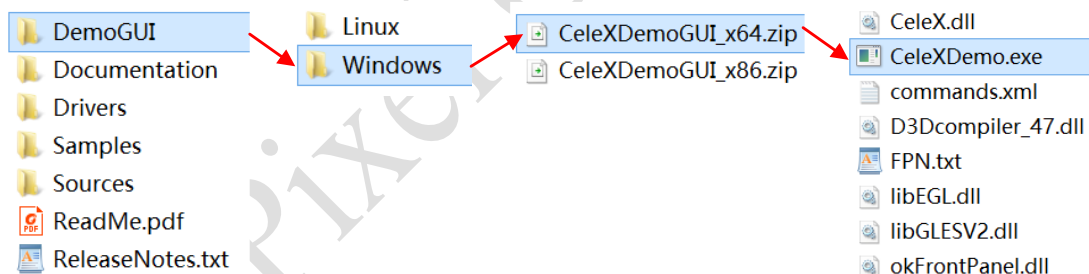 DemoGUI
Documentation
Drivers
Samples
Sources
ReadMe.pdf
ReleaseNotes.txt
Linux
Windows
CeleXDemoGUI_x64.zip
CeleXDemoGUI_x86.zip
CeleX.dll
CeleXDemo.exe
commands.xml
D3Dcompiler_47.dll
FPN.txt
libEGL.dll
libGLESV2.dll
okFrontPanel.dll
Pixel